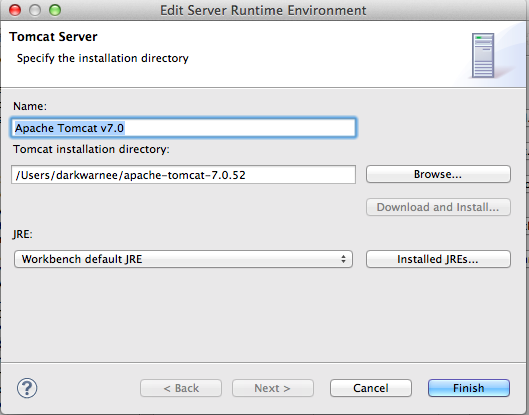 Edit Server Runtime Environment
Tomcat Server
Specify the installation directory
Name:
Apache Tomcat v7.0
Tomcat installation directory:
/Users/darkwarnee/apache-tomcat-7.0.52
Browse...
Download and Install...
JRE:
Workbench default JRE
Installed JREs...
?
< Back
Next >
Cancel
Finish